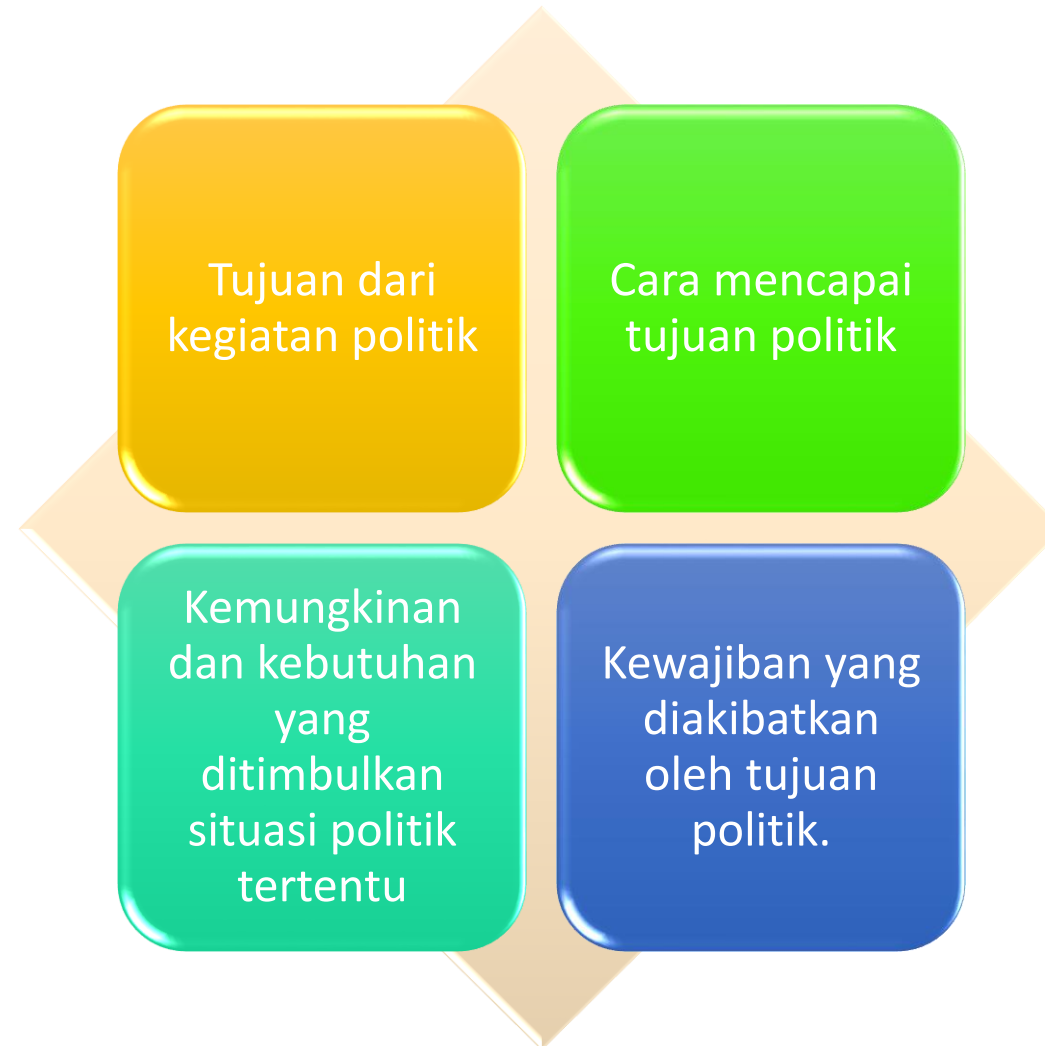 Tujuan dari
kegiatan politik
Cara mencapai
tujuan politik
Kemungkinan
dan kebutuhan
yang
ditimbulkan
situasi politik
tertentu
Kewajiban yang
diakibatkan
oleh tujuan
politik.